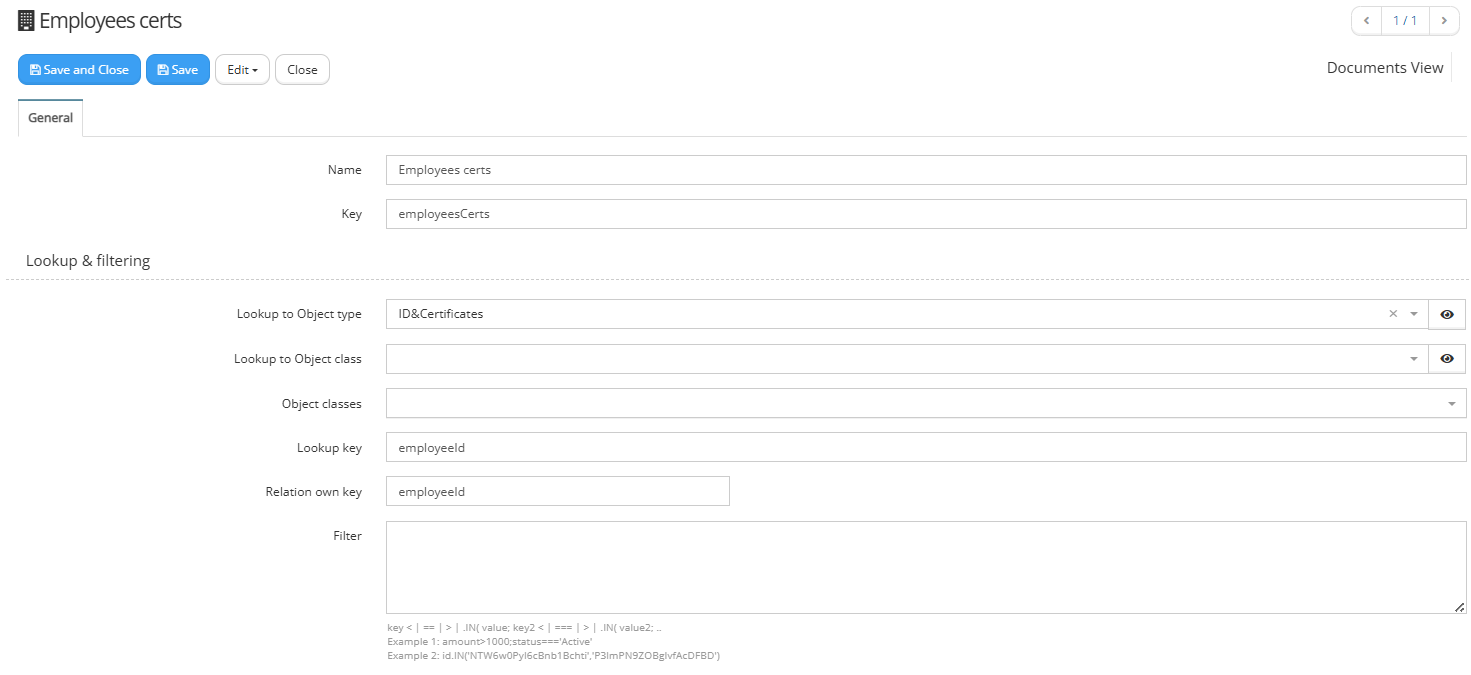 Employees certs
1 / 1
Save and Close
Save
Edit
Close
Documents View
General
Name
Employees certs
Key
employeesCerts
Lookup & filtering
Lookup to Object type
ID&Certificates
Lookup to Object class
Object classes
Lookup key
employeeId
Relation own key
employeeId
Filter
key < | == | > | .IN( value; key2 < | === | > | .IN( value2; ..
Example 1: amount>1000;status==='Active'
Example 2: id.IN('NTW6w0PyI6cBnb1Bchti','P3ImPN9ZOBgIvfAcDFBD')